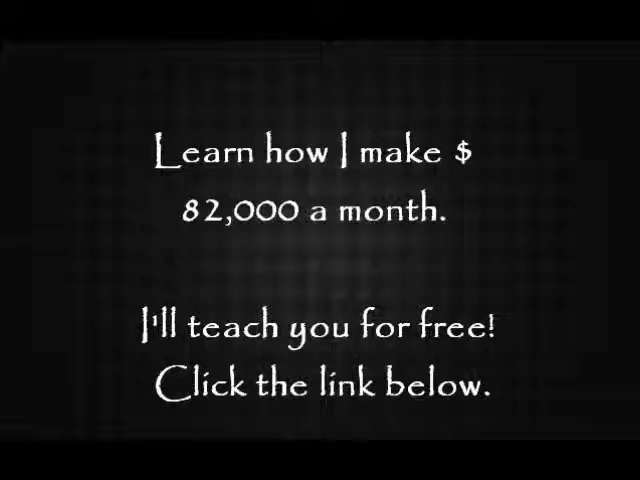 Learn how I make $
82,000 a month.
I'll teach you for free!
Click the link below.